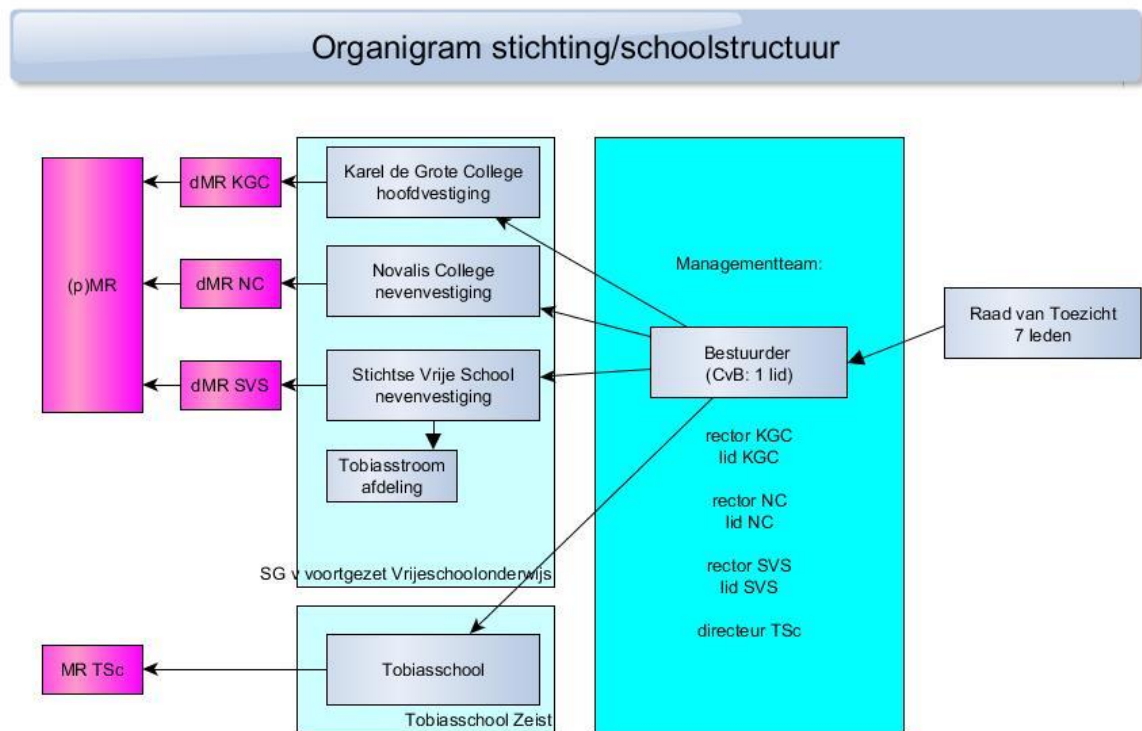 Organigram stichting/schoolstructuur
(p)MR
dMR KGC
dMR NC
dMR SVS
Karel de Grote College
hoofdvestiging
Novalis College
nevenvestiging
Stichtse Vrije School
nevenvestiging
Tobiasstroom
afdeling
SG v voortgezet Vrijeschoolonderwijs
MR TSc
Tobiasschool
Tobiasschool Zeist
Managementteam:
Bestuurder
(CvB: 1 lid)
rector KGC
lid KGC
rector NC
lid NC
rector SVS
lid SVS
directeur TSc
Raad van Toezicht
7 leden